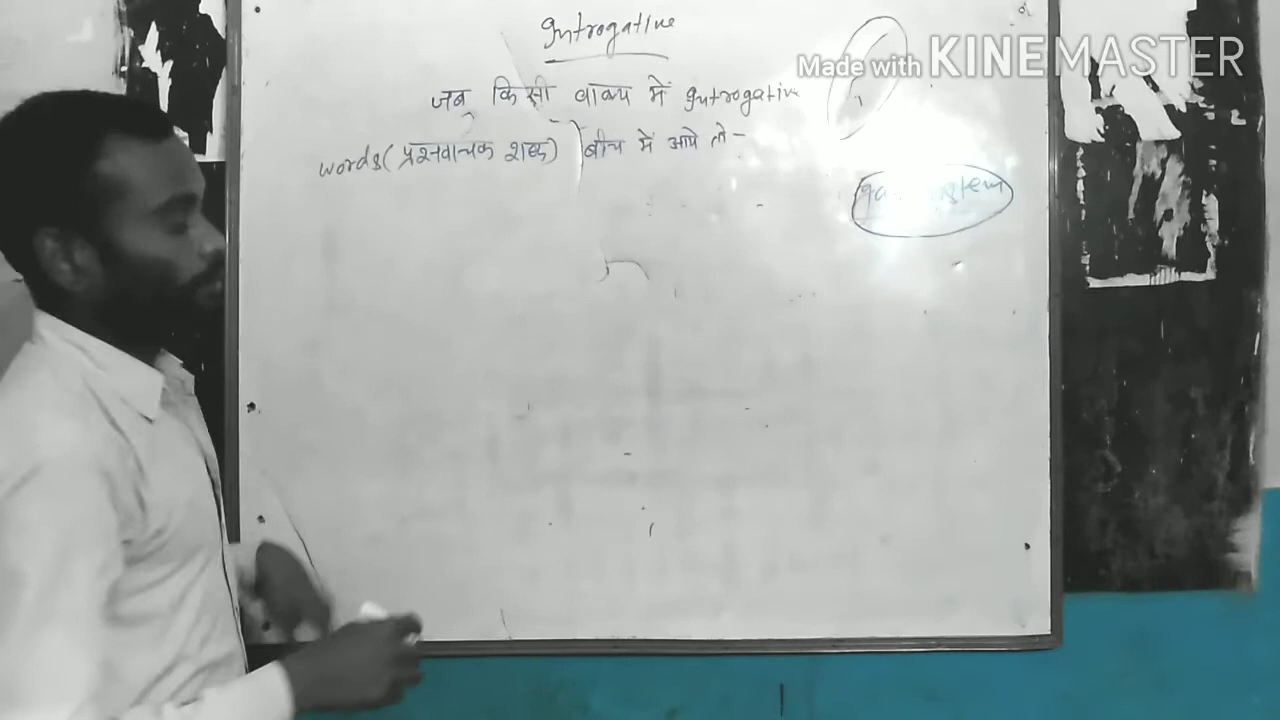 Introgative
Made with KINEMASTER
जब किसी वाक्य में Introgative
words (प्रश्नवाचक शब्द) बीच में आये तो -